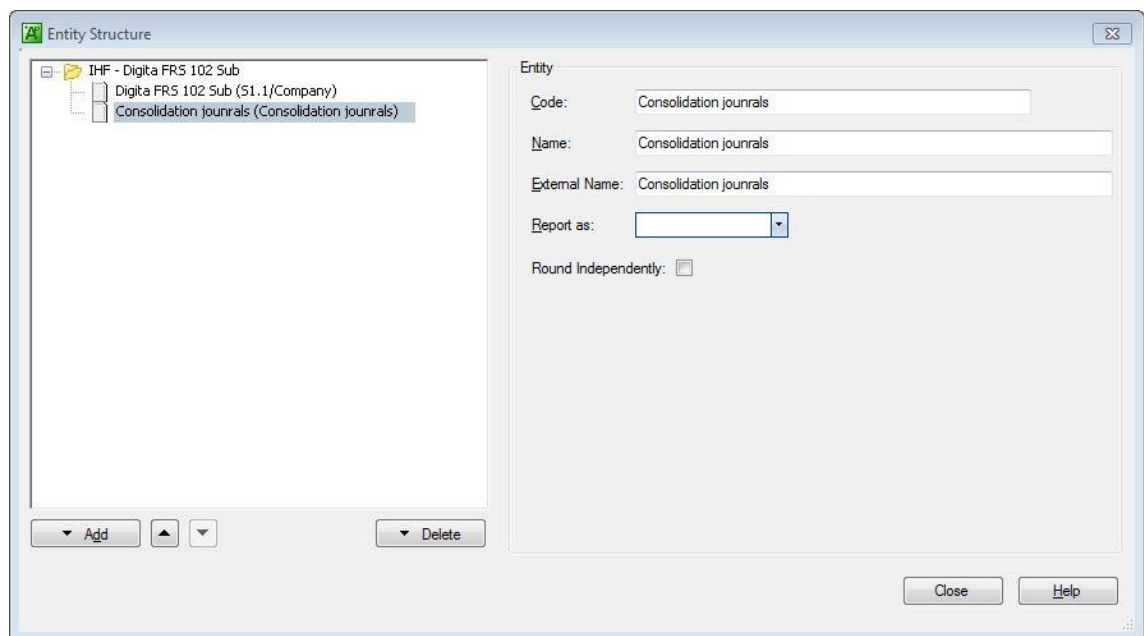 Entity Structure
IHF - Digita FRS 102 Sub
Digita FRS 102 Sub (S1.1/Company)
Consolidation jounrals (Consolidation jounrals)
Entity
Code: Consolidation jounrals
Name: Consolidation jounrals
External Name: Consolidation jounrals
Report as:
Round Independently:
Add
Delete
Close
Help